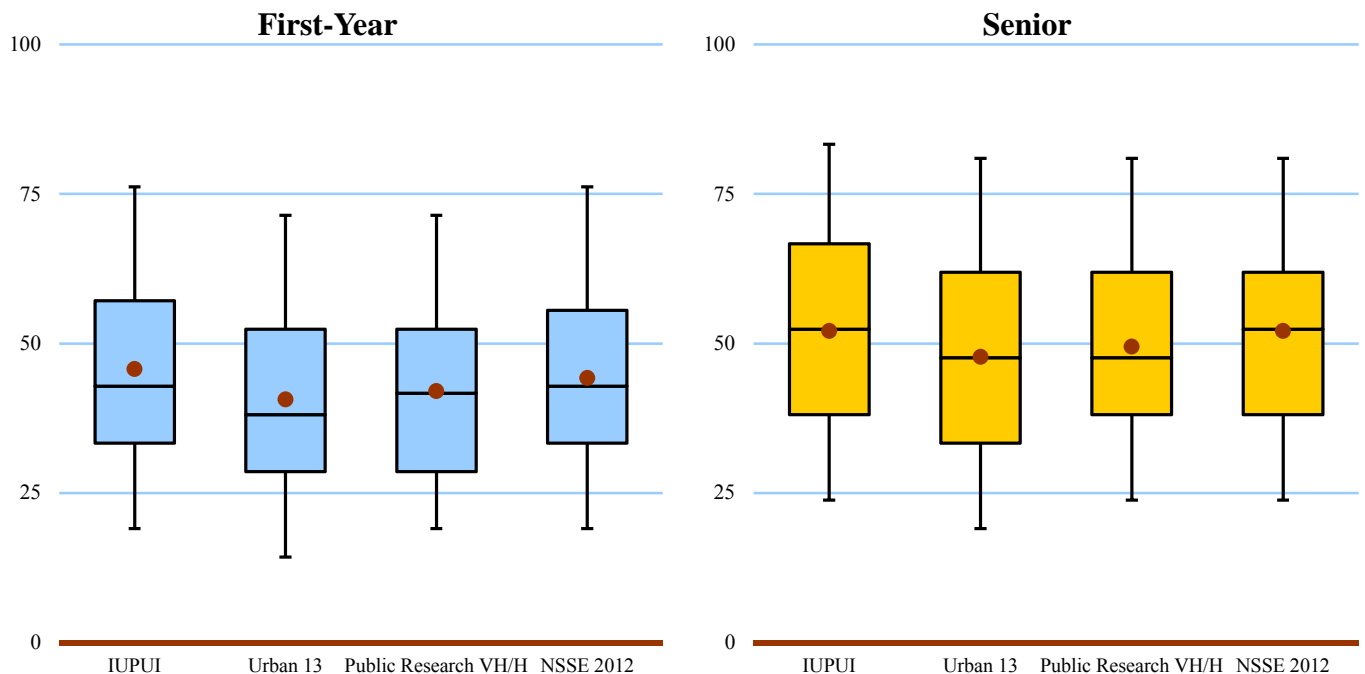 First-Year
100
75
50
25
0
IUPUI Urban 13 Public Research VH/H NSSE 2012
Senior
100
75
50
25
0
IUPUI Urban 13 Public Research VH/H NSSE 2012